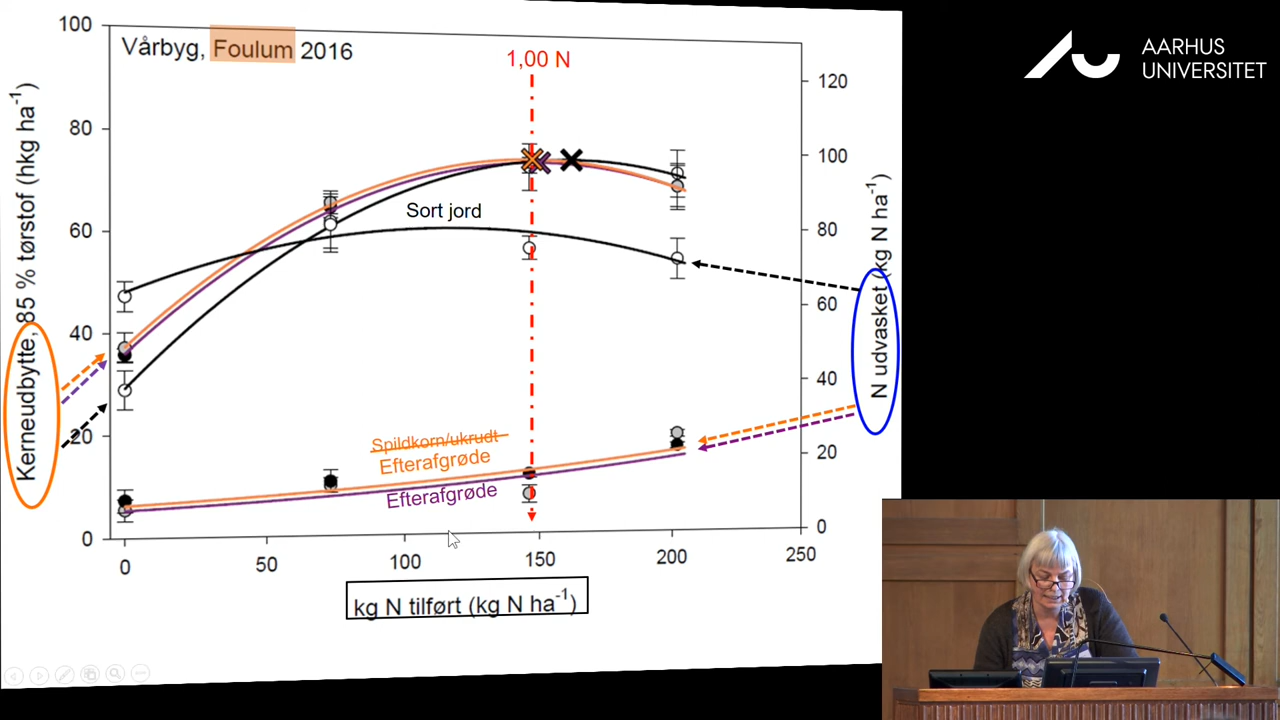 100
Vårbyg, Foulum 2016
1,00 N
120
80
100
Sort jord
60
80
60
40
40
20
20
0
0
Kerneudbytte, 85 % tørstof (hkg ha-1)
N udvasket (kg N ha-1)
Spildkorn/ukrudt
Efterafgrøde
Efterafgrøde
0
50
100
150
200
250
kg N tilført (kg N ha-1)
AARHUS
UNIVERSITET